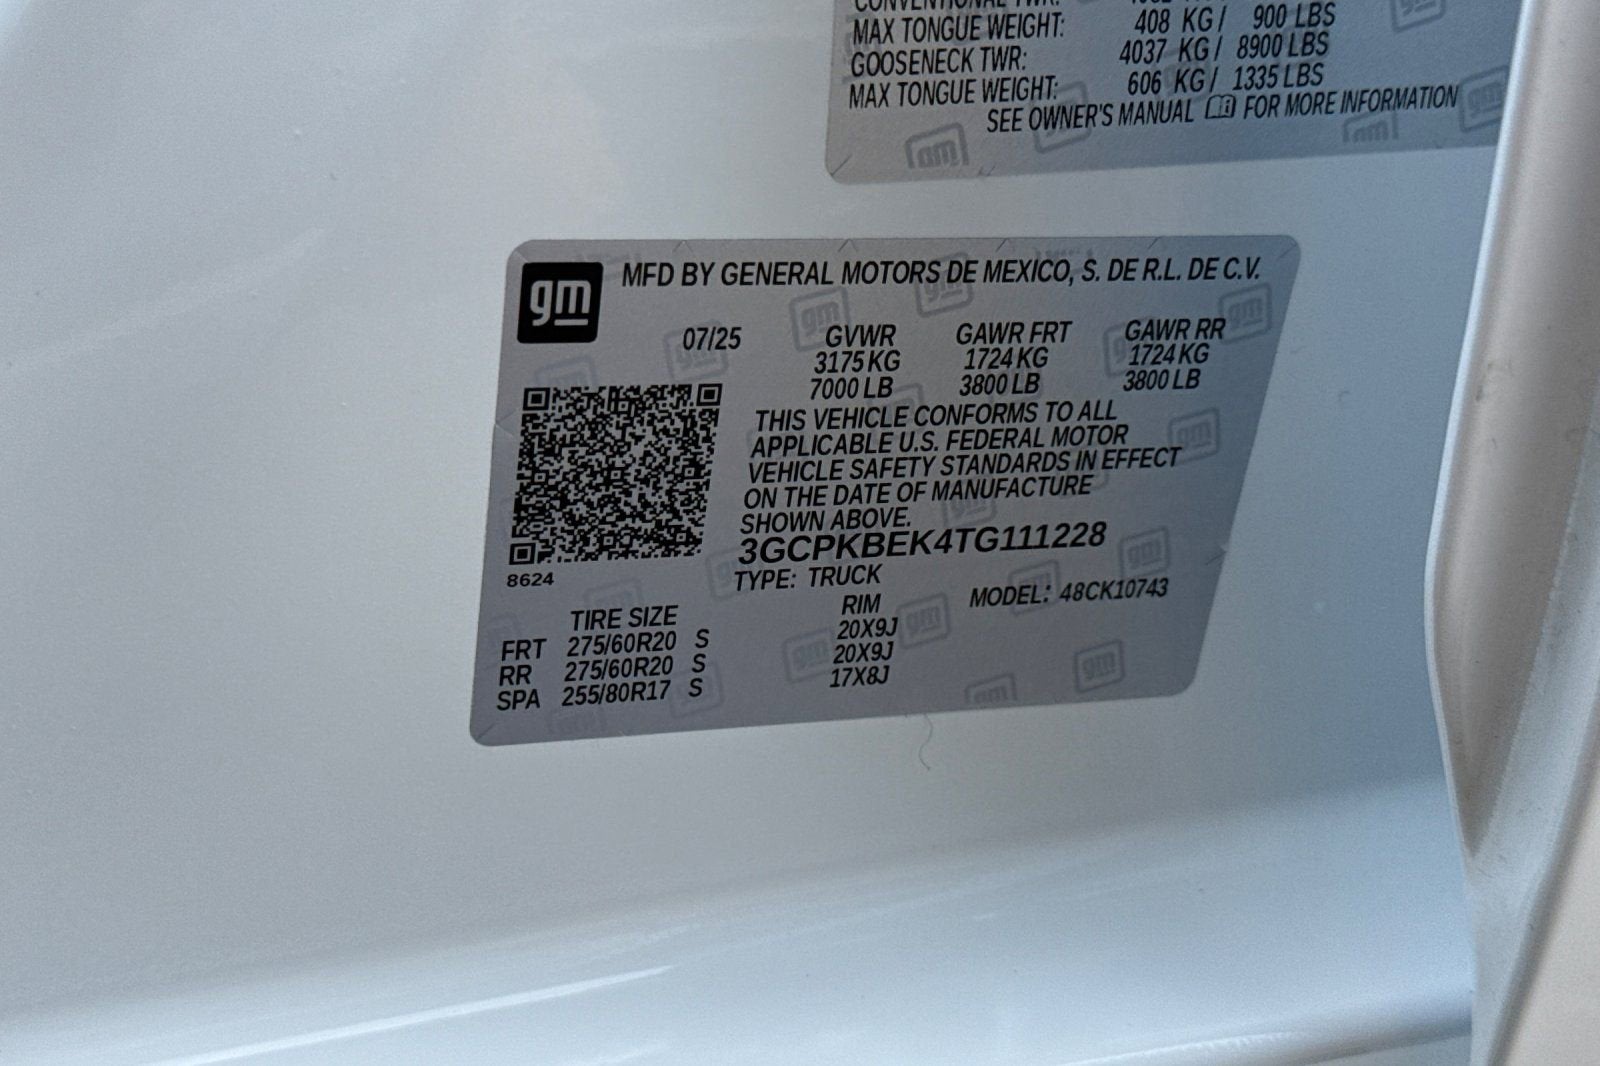 CONVENTIONAL TWR:
MAX TONGUE WEIGHT: 408 KG/ 900 LBS
GOOSENECK TWR: 4037 KG/ 8900 LBS
MAX TONGUE WEIGHT: 606 KG/ 1335 LBS
SEE OWNER'S MANUAL FOR MORE INFORMATION
gm
MFD BY GENERAL MOTORS DE MEXICO, S. DE R.L. DE C.V.
07/25 GVWR GAWR FRT GAWR RR
3175 KG 1724 KG 1724 KG
7000 LB 3800 LB 3800 LB
THIS VEHICLE CONFORMS TO ALL
APPLICABLE U.S. FEDERAL MOTOR
VEHICLE SAFETY STANDARDS IN EFFECT
ON THE DATE OF MANUFACTURE
SHOWN ABOVE.
3GCPKBEK4TG111228
8624
TYPE: TRUCK
MODEL: 48CK10743
TIRE SIZE RIM
FRT 275/60R20 S 20X9J
RR 275/60R20 S 20X9J
SPA 255/80R17 S 17X8J